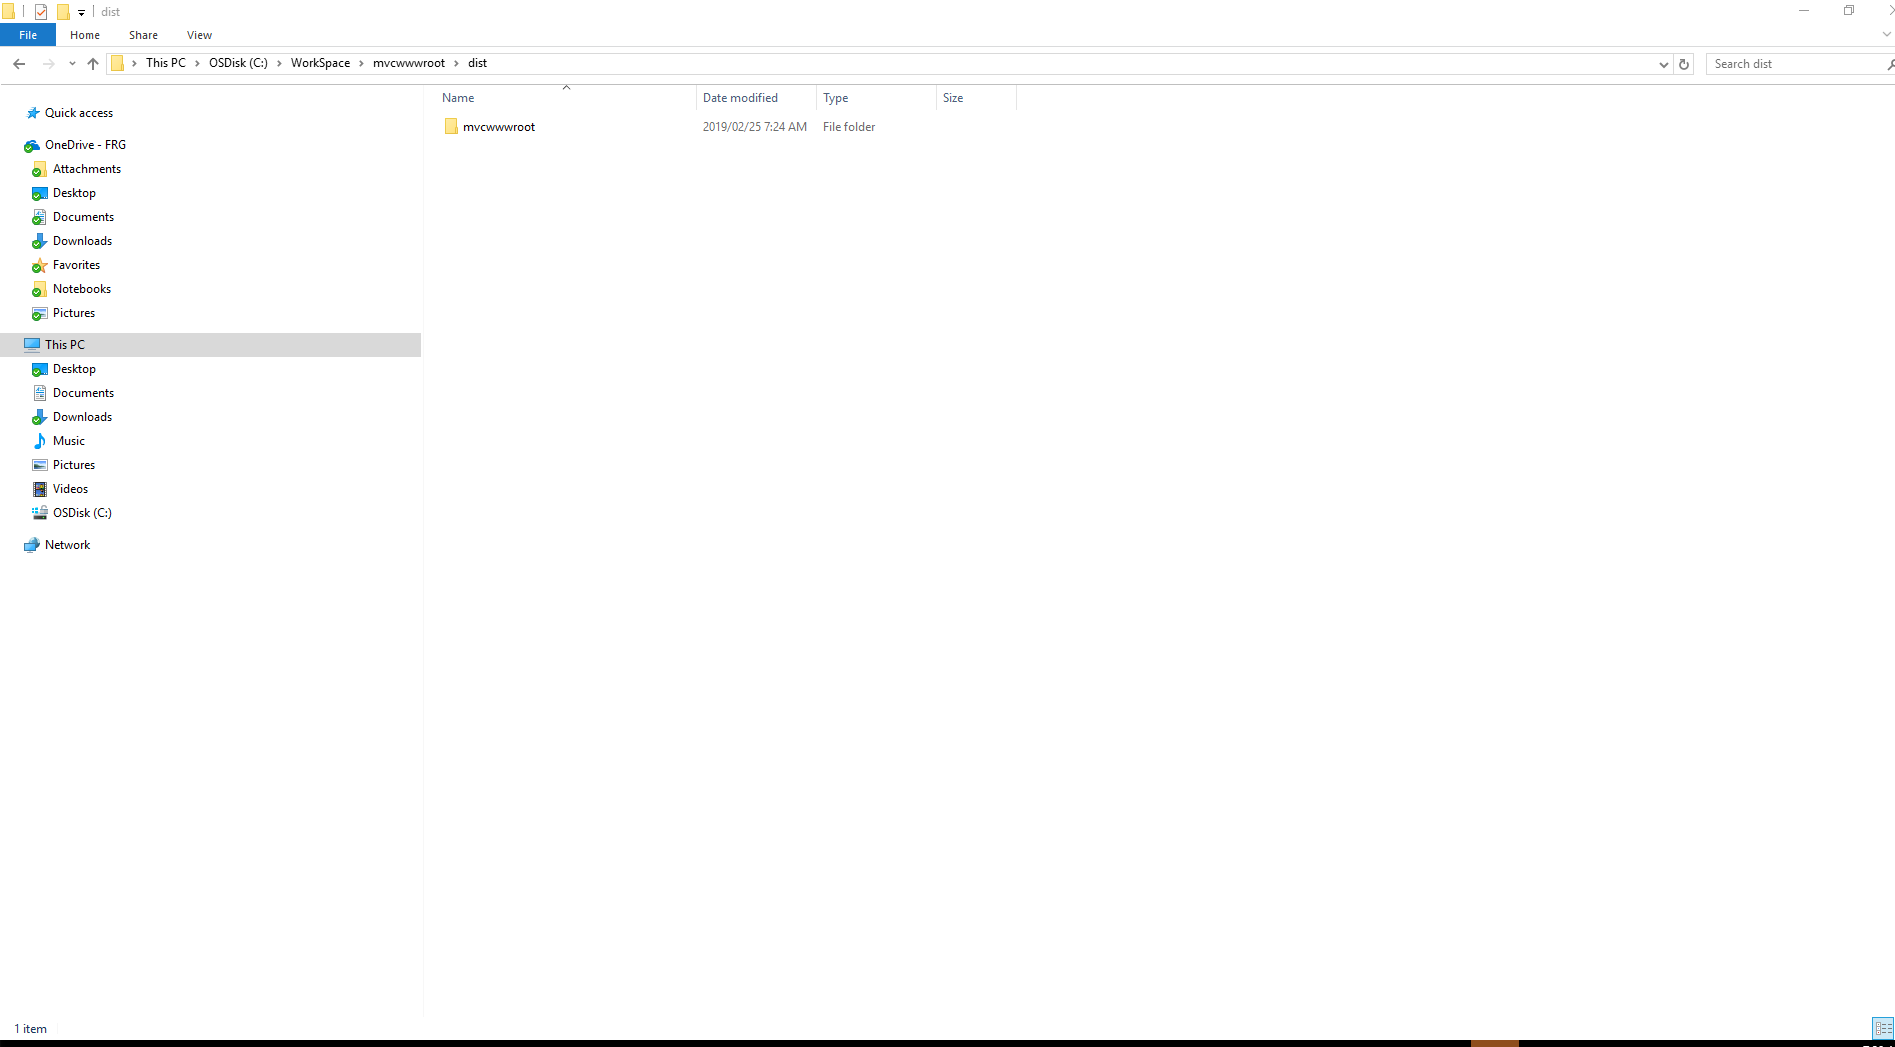 dist
File Home Share View
This PC OSDisk (C:) WorkSpace mvcwwwroot dist
Search dist
Name Date modified Type Size
mvcwwwroot 2019/02/25 7:24 AM File folder
Quick access
OneDrive - FRG
Attachments
Desktop
Documents
Downloads
Favorites
Notebooks
Pictures
This PC
Desktop
Documents
Downloads
Music
Pictures
Videos
OSDisk (C:)
Network
1 item